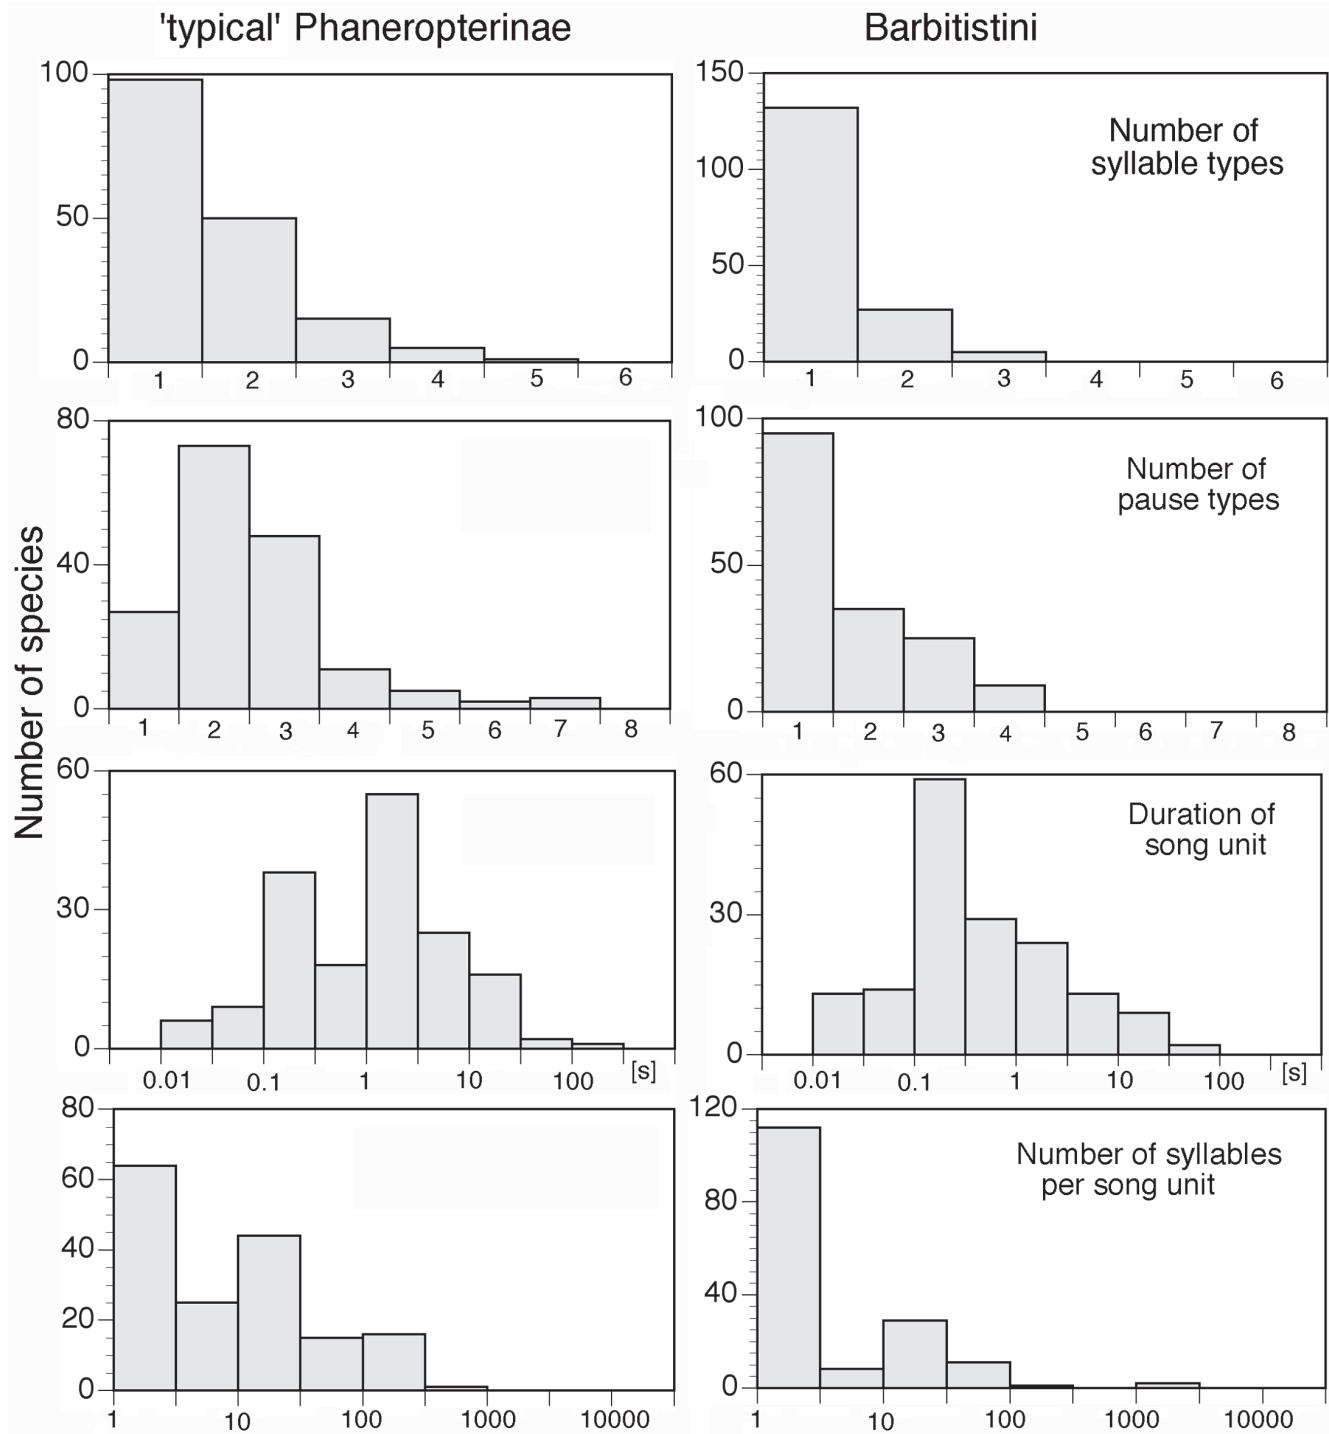 'typical' Phaneropterinae
Barbitistini
Number of species
100
50
0
1 2 3 4 5 6
150
100
50
0
Number of
syllable types
1 2 3 4 5 6
80
40
0
1 2 3 4 5 6 7 8
100
50
0
Number of
pause types
1 2 3 4 5 6 7 8
60
30
0
0.01 0.1 1 10 100 [s]
60
30
0
Duration of
song unit
0.01 0.1 1 10 100 [s]
80
60
40
20
0
1 10 100 1000 10000
120
80
40
0
Number of syllables
per song unit
1 10 100 1000 10000